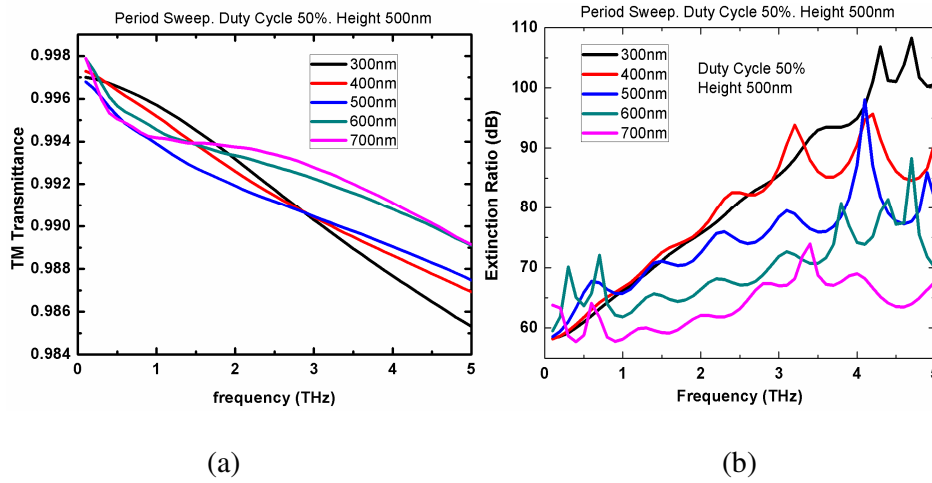 Period Sweep. Duty Cycle 50%. Height 500nm
0.998
0.996
0.994
0.992
0.990
0.988
0.986
0.984
TM Transmittance
300nm
400nm
500nm
600nm
700nm
0 1 2 3 4 5
frequency (THz)
(a)
Period Sweep. Duty Cycle 50%. Height 500nm
110
100
90
80
70
60
Extinction Ratio (dB)
300nm
400nm
500nm
600nm
700nm
Duty Cycle 50%
Height 500nm
0 1 2 3 4 5
Frequency (THz)
(b)